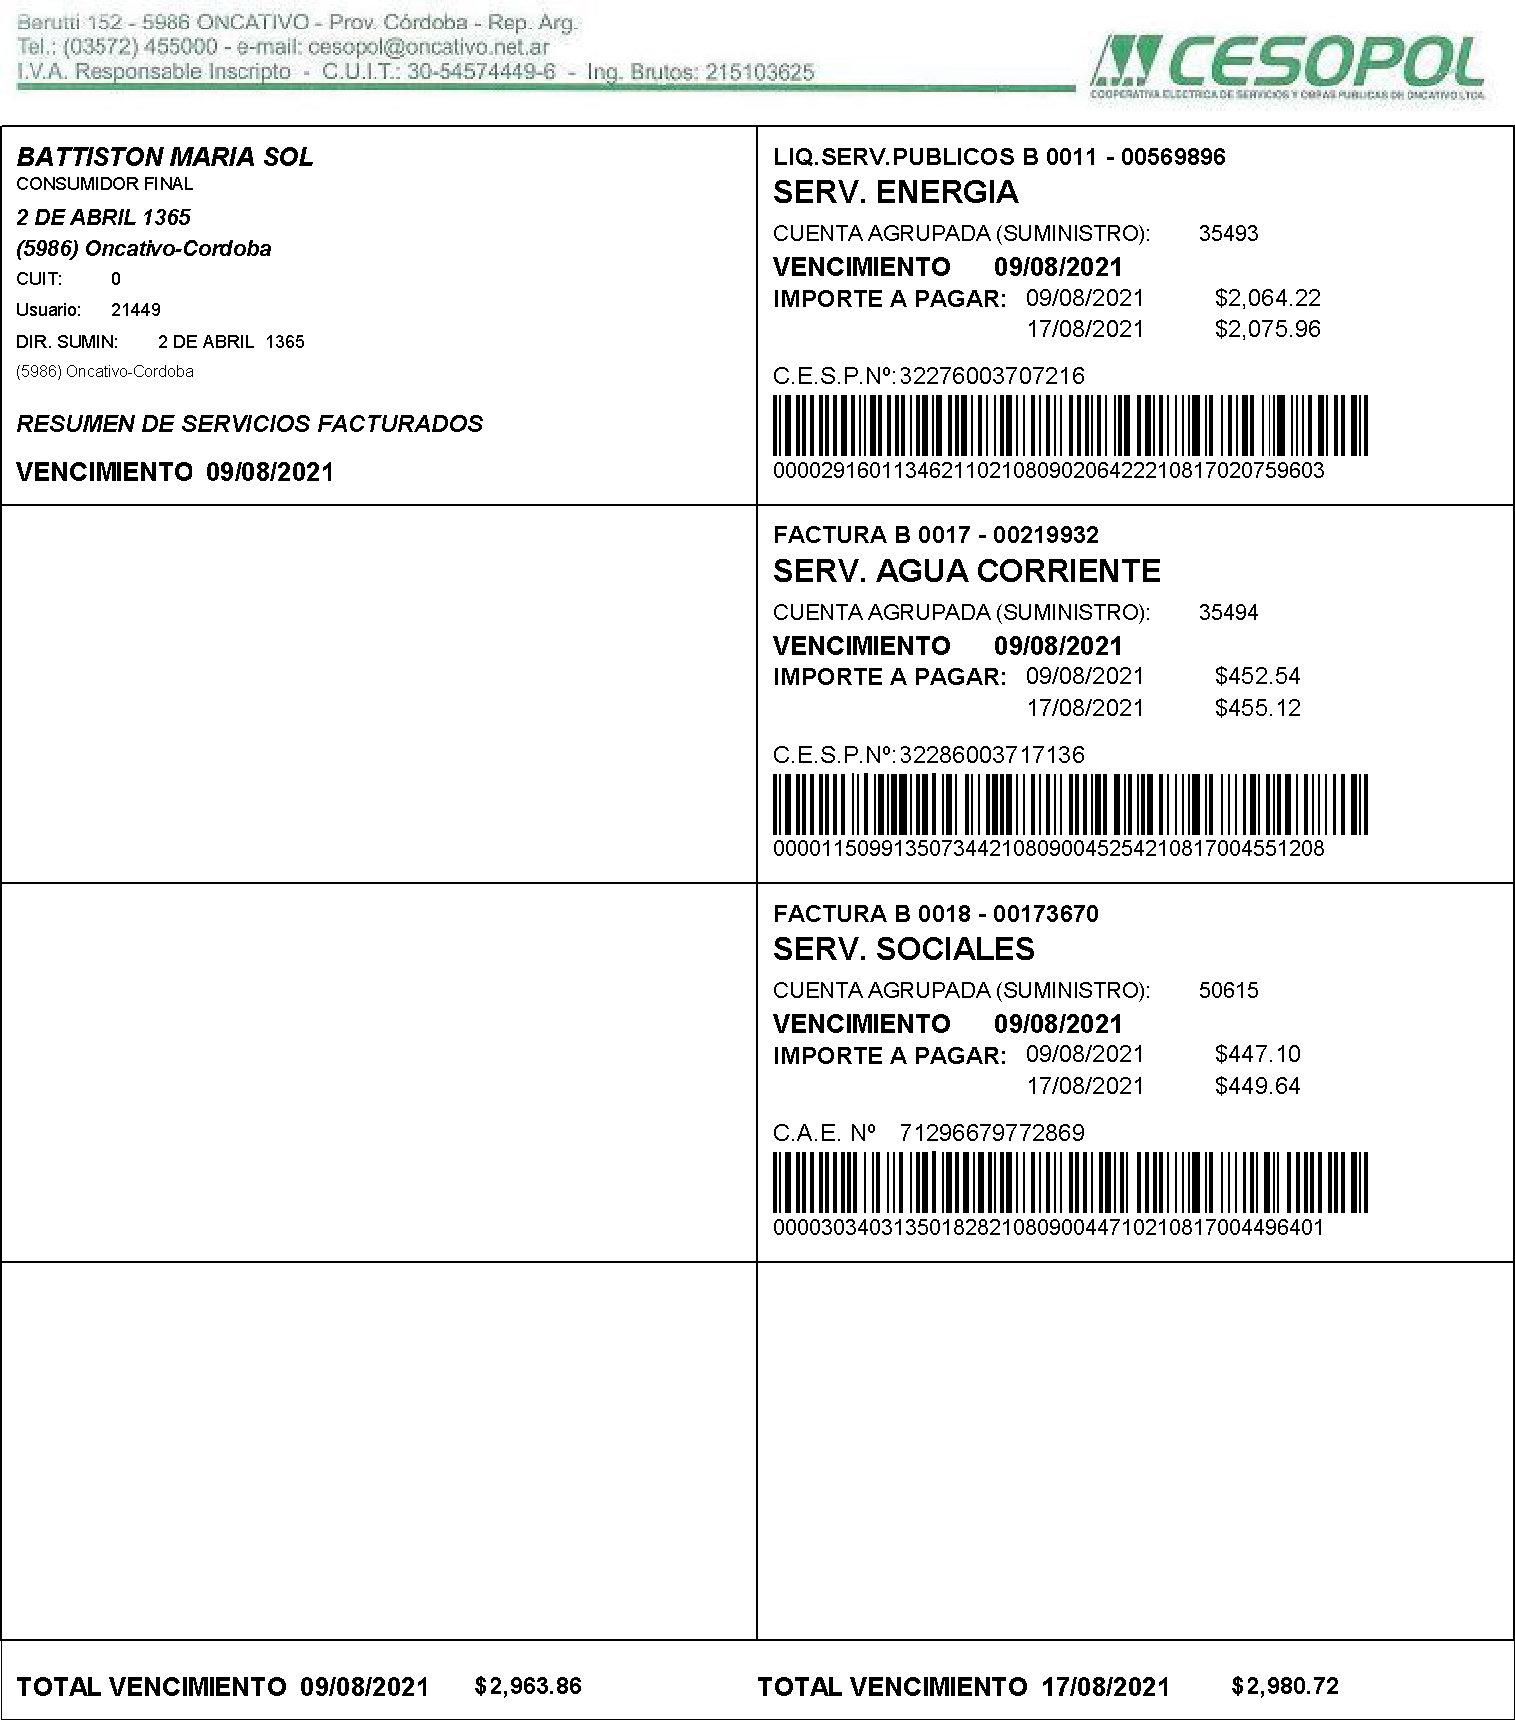 Berutti 152 - 5986 ONCATIVO - Prov. Córdoba - Rep. Arg.
Tel.: (03572) 455000 - e-mail: cesopol@oncativo.net.ar
I.V.A. Responsable Inscripto - C.U.I.T.: 30-54574449-6 - Ing. Brutos: 215103625
CESOPOL
COOPERATIVA ELECTRICA DE SERVICIOS Y OBRAS PUBLICAS DE ONCATIVO LTDA.
BATTISTON MARIA SOL
CONSUMIDOR FINAL
2 DE ABRIL 1365
(5986) Oncativo-Cordoba
CUIT: 0
Usuario: 21449
DIR. SUMIN: 2 DE ABRIL 1365
(5986) Oncativo-Cordoba
RESUMEN DE SERVICIOS FACTURADOS
VENCIMIENTO 09/08/2021
LIQ.SERV.PUBLICOS B 0011 - 00569896
SERV. ENERGIA
CUENTA AGRUPADA (SUMINISTRO): 35493
VENCIMIENTO 09/08/2021
IMPORTE A PAGAR: 09/08/2021 $2,064.22
17/08/2021 $2,075.96
C.E.S.P.Nº: 32276003707216
0000291601134621102108090206422210817020759603
FACTURA B 0017 - 00219932
SERV. AGUA CORRIENTE
CUENTA AGRUPADA (SUMINISTRO): 35494
VENCIMIENTO 09/08/2021
IMPORTE A PAGAR: 09/08/2021 $452.54
17/08/2021 $455.12
C.E.S.P.Nº: 32286003717136
0000115099135073442108090045254210817004551208
FACTURA B 0018 - 00173670
SERV. SOCIALES
CUENTA AGRUPADA (SUMINISTRO): 50615
VENCIMIENTO 09/08/2021
IMPORTE A PAGAR: 09/08/2021 $447.10
17/08/2021 $449.64
C.A.E. Nº 71296679772869
0000303403135018282108090044710210817004496401
TOTAL VENCIMIENTO 09/08/2021 $2,963.86
TOTAL VENCIMIENTO 17/08/2021 $2,980.72